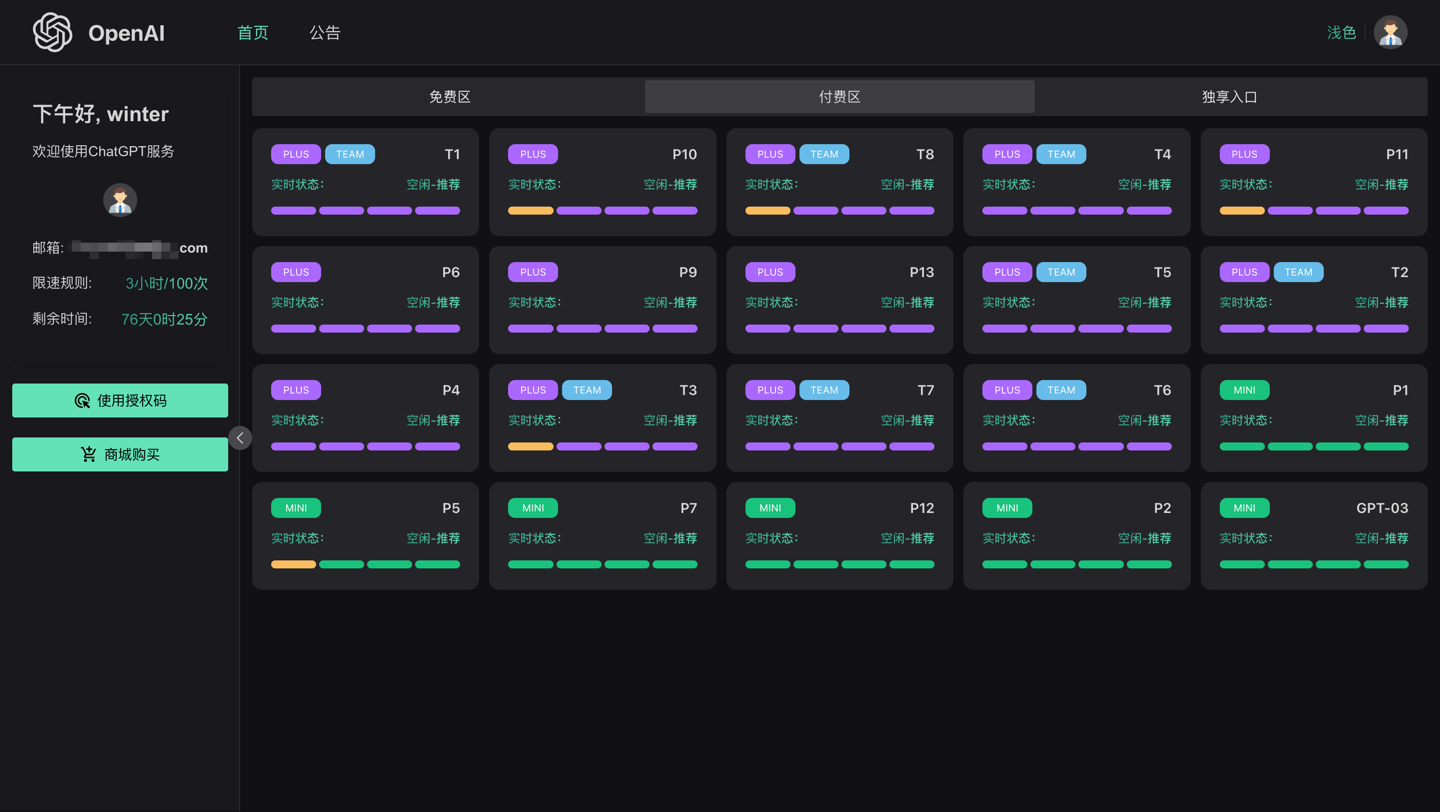 OpenAI
首页
公告
浅色
下午好, winter
欢迎使用ChatGPT服务
邮箱: com
限速规则: 3小时/100次
剩余时间: 76天0时25分
使用授权码
商城购买
免费区
付费区
独享入口
PLUS TEAM T1
实时状态: 空闲-推荐
PLUS P10
实时状态: 空闲-推荐
PLUS TEAM T8
实时状态: 空闲-推荐
PLUS TEAM T4
实时状态: 空闲-推荐
PLUS P11
实时状态: 空闲-推荐
PLUS P6
实时状态: 空闲-推荐
PLUS P9
实时状态: 空闲-推荐
PLUS P13
实时状态: 空闲-推荐
PLUS TEAM T5
实时状态: 空闲-推荐
PLUS TEAM T2
实时状态: 空闲-推荐
PLUS P4
实时状态: 空闲-推荐
PLUS TEAM T3
实时状态: 空闲-推荐
PLUS TEAM T7
实时状态: 空闲-推荐
PLUS TEAM T6
实时状态: 空闲-推荐
MINI P1
实时状态: 空闲-推荐
MINI P5
实时状态: 空闲-推荐
MINI P7
实时状态: 空闲-推荐
MINI P12
实时状态: 空闲-推荐
MINI P2
实时状态: 空闲-推荐
MINI GPT-03
实时状态: 空闲-推荐